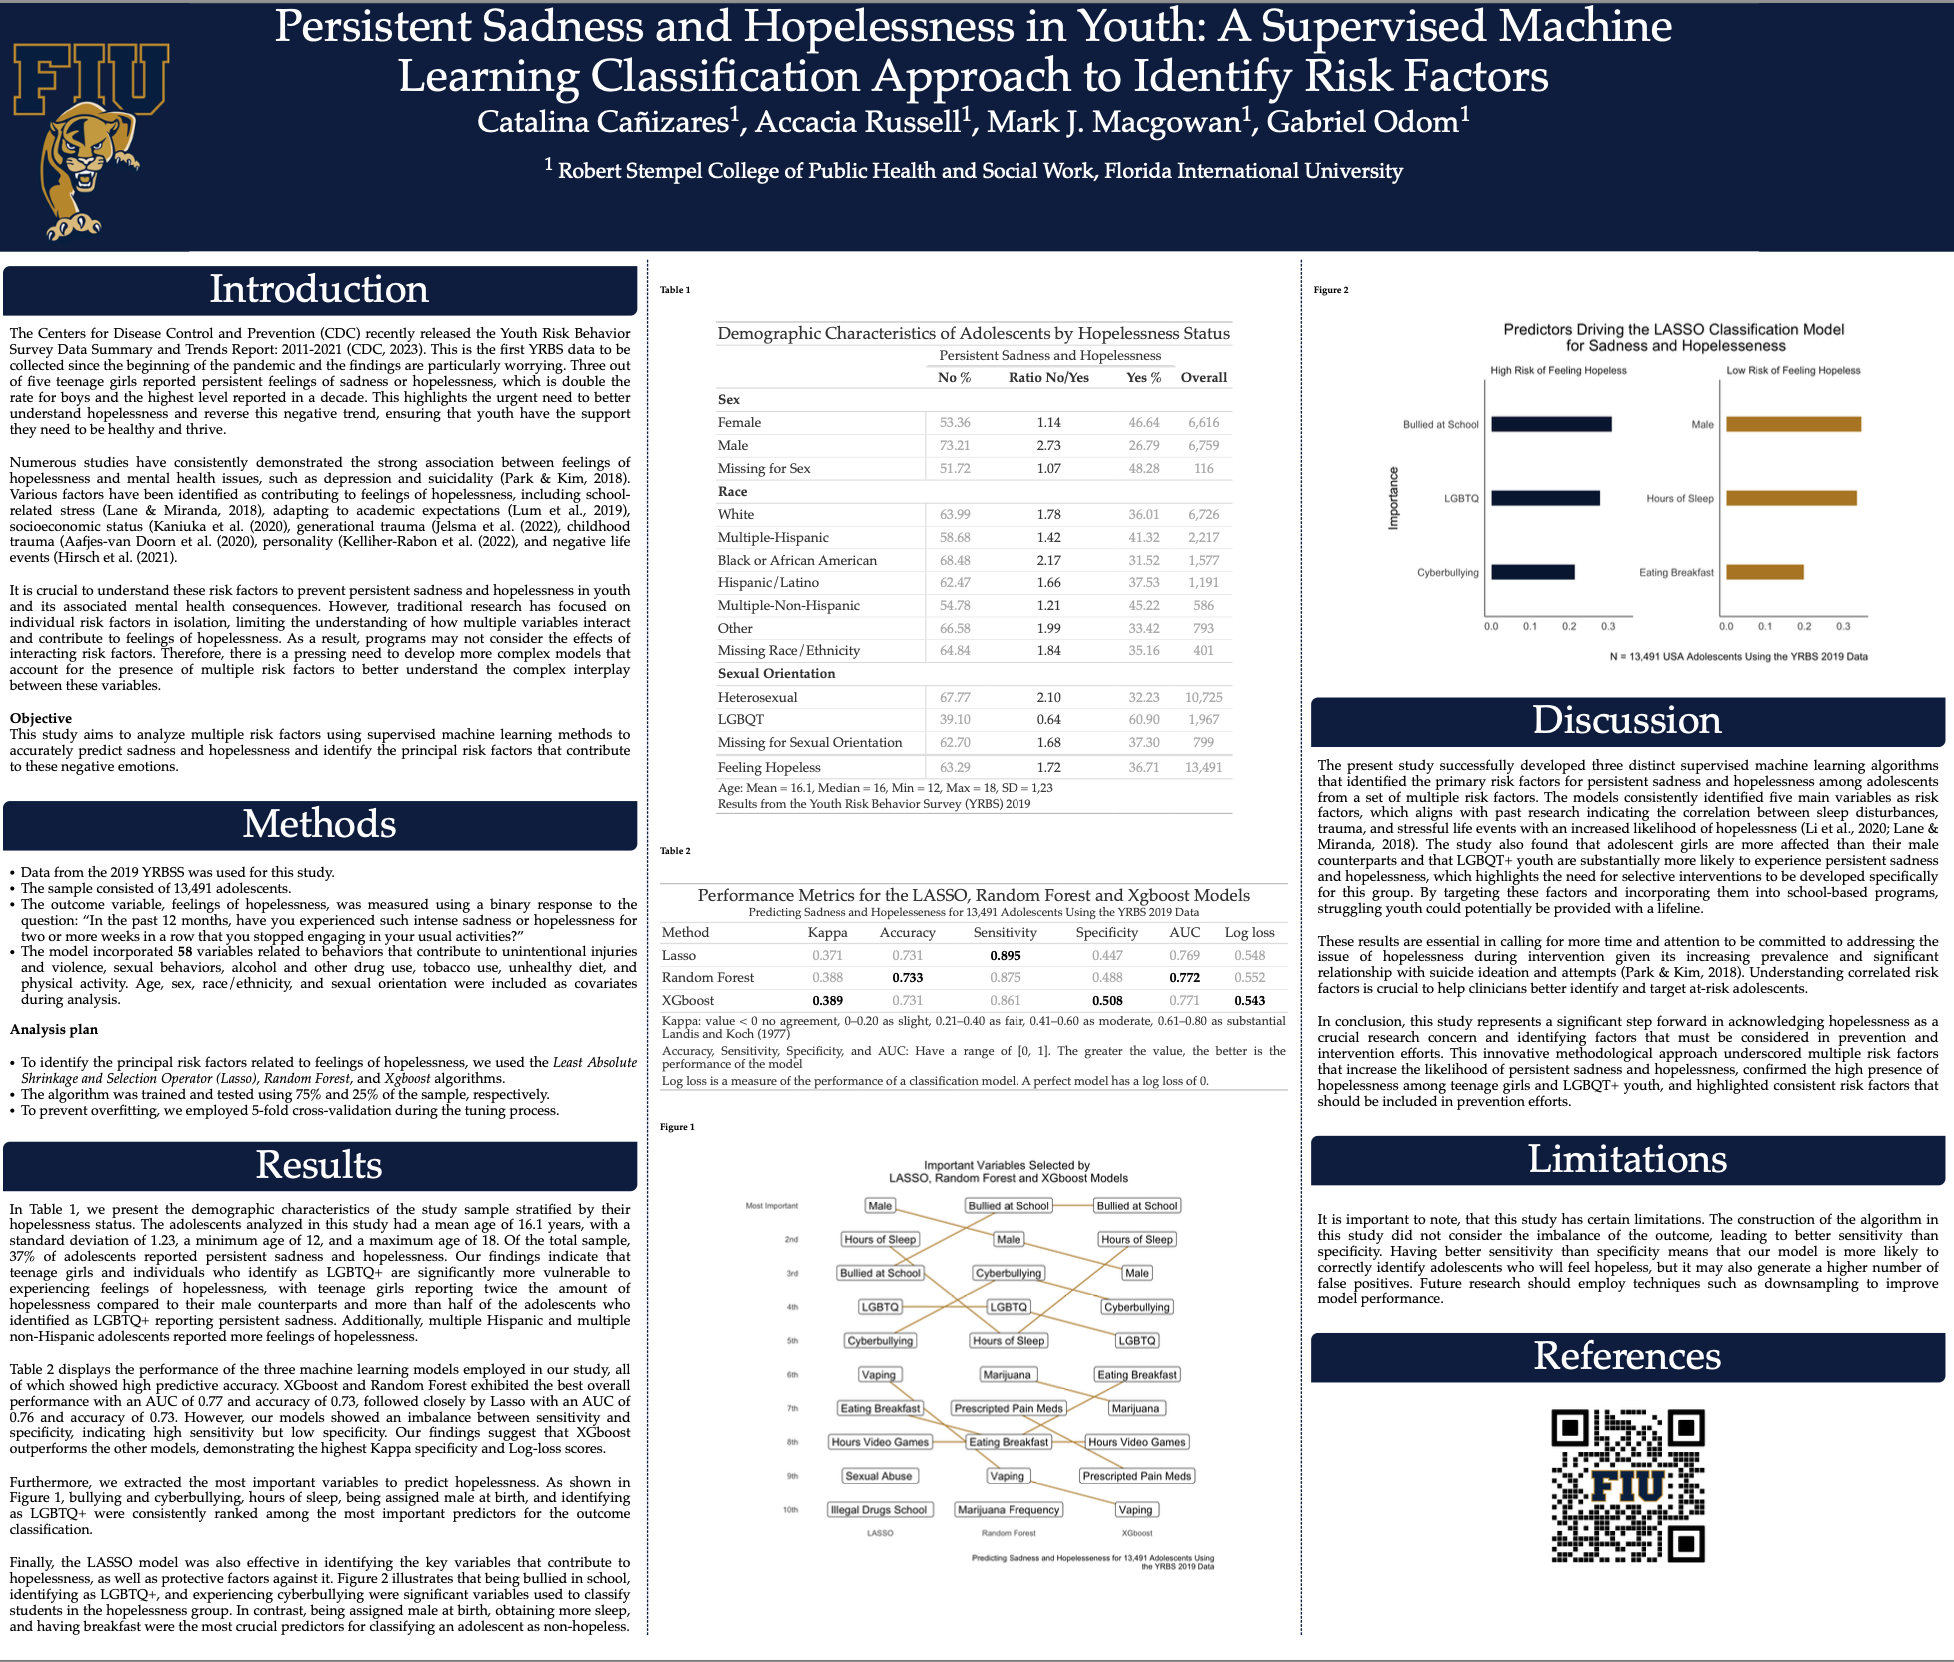 Persistent Sadness and Hopelessness in Youth: A Supervised Machine
Learning Classification Approach to Identify Risk Factors
Catalina Cañizares1, Accacia Russell1, Mark J. Macgowan1, Gabriel Odom1
1 Robert Stempel College of Public Health and Social Work, Florida International University
FIU
Introduction
The Centers for Disease Control and Prevention (CDC) recently released the Youth Risk Behavior
Survey Data Summary and Trends Report: 2011-2021 (CDC, 2023). This is the first YRBS data to be
collected since the beginning of the pandemic and the findings are particularly worrying. Three out
of five teenage girls reported persistent feelings of sadness or hopelessness, which is double the
rate for boys and the highest level reported in a decade. This highlights the urgent need to better
understand hopelessness and reverse this negative trend, ensuring that youth have the support
they need to be healthy and thrive.
Numerous studies have consistently demonstrated the strong association between feelings of
hopelessness and mental health issues, such as depression and suicidality (Park & Kim, 2018).
Various factors have been identified as contributing to feelings of hopelessness, including school-
related stress (Lane & Miranda, 2018), adapting to academic expectations (Lum et al., 2019),
socioeconomic status (Kaniuka et al. (2020), generational trauma (Jelsma et al. (2022), childhood
trauma (Aafjes-van Doorn et al. (2020), personality (Kelliher-Rabon et al. (2022), and negative life
events (Hirsch et al. (2021).
It is crucial to understand these risk factors to prevent persistent sadness and hopelessness in youth
and its associated mental health consequences. However, traditional research has focused on
individual risk factors in isolation, limiting the understanding of how multiple variables interact
and contribute to feelings of hopelessness. As a result, programs may not consider the effects of
interacting risk factors. Therefore, there is a pressing need to develop more complex models that
account for the presence of multiple risk factors to better understand the complex interplay
between these variables.
Objective
This study aims to analyze multiple risk factors using supervised machine learning methods to
accurately predict sadness and hopelessness and identify the principal risk factors that contribute
to these negative emotions.
Methods
• Data from the 2019 YRBSS was used for this study.
• The sample consisted of 13,491 adolescents.
• The outcome variable, feelings of hopelessness, was measured using a binary response to the
question: “In the past 12 months, have you experienced such intense sadness or hopelessness for
two or more weeks in a row that you stopped engaging in your usual activities?”
• The model incorporated 58 variables related to behaviors that contribute to unintentional injuries
and violence, sexual behaviors, alcohol and other drug use, tobacco use, unhealthy diet, and
physical activity. Age, sex, race/ethnicity, and sexual orientation were included as covariates
during analysis.
Analysis plan
• To identify the principal risk factors related to feelings of hopelessness, we used the Least Absolute
Shrinkage and Selection Operator (Lasso), Random Forest, and Xgboost algorithms.
• The algorithm was trained and tested using 75% and 25% of the sample, respectively.
• To prevent overfitting, we employed 5-fold cross-validation during the tuning process.
Results
In Table 1, we present the demographic characteristics of the study sample stratified by their
hopelessness status. The adolescents analyzed in this study had a mean age of 16.1 years, with a
standard deviation of 1.23, a minimum age of 12, and a maximum age of 18. Of the total sample,
37% of adolescents reported persistent sadness and hopelessness. Our findings indicate that
teenage girls and individuals who identify as LGBTQ+ are significantly more vulnerable to
experiencing feelings of hopelessness, with teenage girls reporting twice the amount of
hopelessness compared to their male counterparts and more than half of the adolescents who
identified as LGBTQ+ reporting persistent sadness. Additionally, multiple Hispanic and multiple
non-Hispanic adolescents reported more feelings of hopelessness.
Table 2 displays the performance of the three machine learning models employed in our study, all
of which showed high predictive accuracy. XGboost and Random Forest exhibited the best overall
performance with an AUC of 0.77 and accuracy of 0.73, followed closely by Lasso with an AUC of
0.76 and accuracy of 0.73. However, our models showed an imbalance between sensitivity and
specificity, indicating high sensitivity but low specificity. Our findings suggest that XGboost
outperforms the other models, demonstrating the highest Kappa specificity and Log-loss scores.
Furthermore, we extracted the most important variables to predict hopelessness. As shown in
Figure 1, bullying and cyberbullying, hours of sleep, being assigned male at birth, and identifying
as LGBTQ+ were consistently ranked among the most important predictors for the outcome
classification.
Finally, the LASSO model was also effective in identifying the key variables that contribute to
hopelessness, as well as protective factors against it. Figure 2 illustrates that being bullied in school,
identifying as LGBTQ+, and experiencing cyberbullying were significant variables used to classify
students in the hopelessness group. In contrast, being assigned male at birth, obtaining more sleep,
and having breakfast were the most crucial predictors for classifying an adolescent as non-hopeless.
Table 1
Demographic Characteristics of Adolescents by Hopelessness Status
Persistent Sadness and Hopelessness
No % Ratio No/Yes Yes % Overall
Sex
Female 53.36 1.14 46.64 6,616
Male 73.21 2.73 26.79 6,759
Missing for Sex 51.72 1.07 48.28 116
Race
White 63.99 1.78 36.01 6,726
Multiple-Hispanic 58.68 1.42 41.32 2,217
Black or African American 68.48 2.17 31.52 1,577
Hispanic/Latino 62.47 1.66 37.53 1,191
Multiple-Non-Hispanic 54.78 1.21 45.22 586
Other 66.58 1.99 33.42 793
Missing Race/Ethnicity 64.84 1.84 35.16 401
Sexual Orientation
Heterosexual 67.77 2.10 32.23 10,725
LGBQT 39.10 0.64 60.90 1,967
Missing for Sexual Orientation 62.70 1.68 37.30 799
Feeling Hopeless 63.29 1.72 36.71 13,491
Age: Mean = 16.1, Median = 16, Min = 12, Max = 18, SD = 1,23
Results from the Youth Risk Behavior Survey (YRBS) 2019
Table 2
Performance Metrics for the LASSO, Random Forest and Xgboost Models
Predicting Sadness and Hopelesseness for 13,491 Adolescents Using the YRBS 2019 Data
Method Kappa Accuracy Sensitivity Specificity AUC Log loss
Lasso 0.371 0.731 0.895 0.447 0.769 0.548
Random Forest 0.388 0.733 0.875 0.488 0.772 0.552
XGboost 0.389 0.731 0.861 0.508 0.771 0.543
Kappa: value < 0 no agreement, 0–0.20 as slight, 0.21–0.40 as fair, 0.41–0.60 as moderate, 0.61–0.80 as substantial
Landis and Koch (1977)
Accuracy, Sensitivity, Specificity, and AUC: Have a range of [0, 1]. The greater the value, the better is the
performance of the model
Log loss is a measure of the performance of a classification model. A perfect model has a log loss of 0.
Figure 1
Important Variables Selected by
LASSO, Random Forest and XGboost Models
Most Important Male Bullied at School Bullied at School
2nd Hours of Sleep Male Hours of Sleep
3rd Bullied at School Cyberbullying Male
4th LGBTQ LGBTQ Cyberbullying
5th Cyberbullying Hours of Sleep LGBTQ
6th Vaping Marijuana Eating Breakfast
7th Eating Breakfast Prescripted Pain Meds Marijuana
8th Hours Video Games Eating Breakfast Hours Video Games
9th Sexual Abuse Vaping Prescripted Pain Meds
10th Illegal Drugs School Marijuana Frequency Vaping
LASSO Random Forest XGboost
Predicting Sadness and Hopelesseness for 13,491 Adolescents Using
the YRBS 2019 Data
Figure 2
Predictors Driving the LASSO Classification Model
for Sadness and Hopelesseness
High Risk of Feeling Hopeless Low Risk of Feeling Hopeless
Importance
Bullied at School Male
LGBTQ Hours of Sleep
Cyberbullying Eating Breakfast
0.0 0.1 0.2 0.3 0.0 0.1 0.2 0.3
N = 13,491 USA Adolescents Using the YRBS 2019 Data
Discussion
The present study successfully developed three distinct supervised machine learning algorithms
that identified the primary risk factors for persistent sadness and hopelessness among adolescents
from a set of multiple risk factors. The models consistently identified five main variables as risk
factors, which aligns with past research indicating the correlation between sleep disturbances,
trauma, and stressful life events with an increased likelihood of hopelessness (Li et al., 2020; Lane &
Miranda, 2018). The study also found that adolescent girls are more affected than their male
counterparts and that LGBQT+ youth are substantially more likely to experience persistent sadness
and hopelessness, which highlights the need for selective interventions to be developed specifically
for this group. By targeting these factors and incorporating them into school-based programs,
struggling youth could potentially be provided with a lifeline.
These results are essential in calling for more time and attention to be committed to addressing the
issue of hopelessness during intervention given its increasing prevalence and significant
relationship with suicide ideation and attempts (Park & Kim, 2018). Understanding correlated risk
factors is crucial to help clinicians better identify and target at-risk adolescents.
In conclusion, this study represents a significant step forward in acknowledging hopelessness as a
crucial research concern and identifying factors that must be considered in prevention and
intervention efforts. This innovative methodological approach underscored multiple risk factors
that increase the likelihood of persistent sadness and hopelessness, confirmed the high presence of
hopelessness among teenage girls and LGBQT+ youth, and highlighted consistent risk factors that
should be included in prevention efforts.
Limitations
It is important to note, that this study has certain limitations. The construction of the algorithm in
this study did not consider the imbalance of the outcome, leading to better sensitivity than
specificity. Having better sensitivity than specificity means that our model is more likely to
correctly identify adolescents who will feel hopeless, but it may also generate a higher number of
false positives. Future research should employ techniques such as downsampling to improve
model performance.
References
FIU